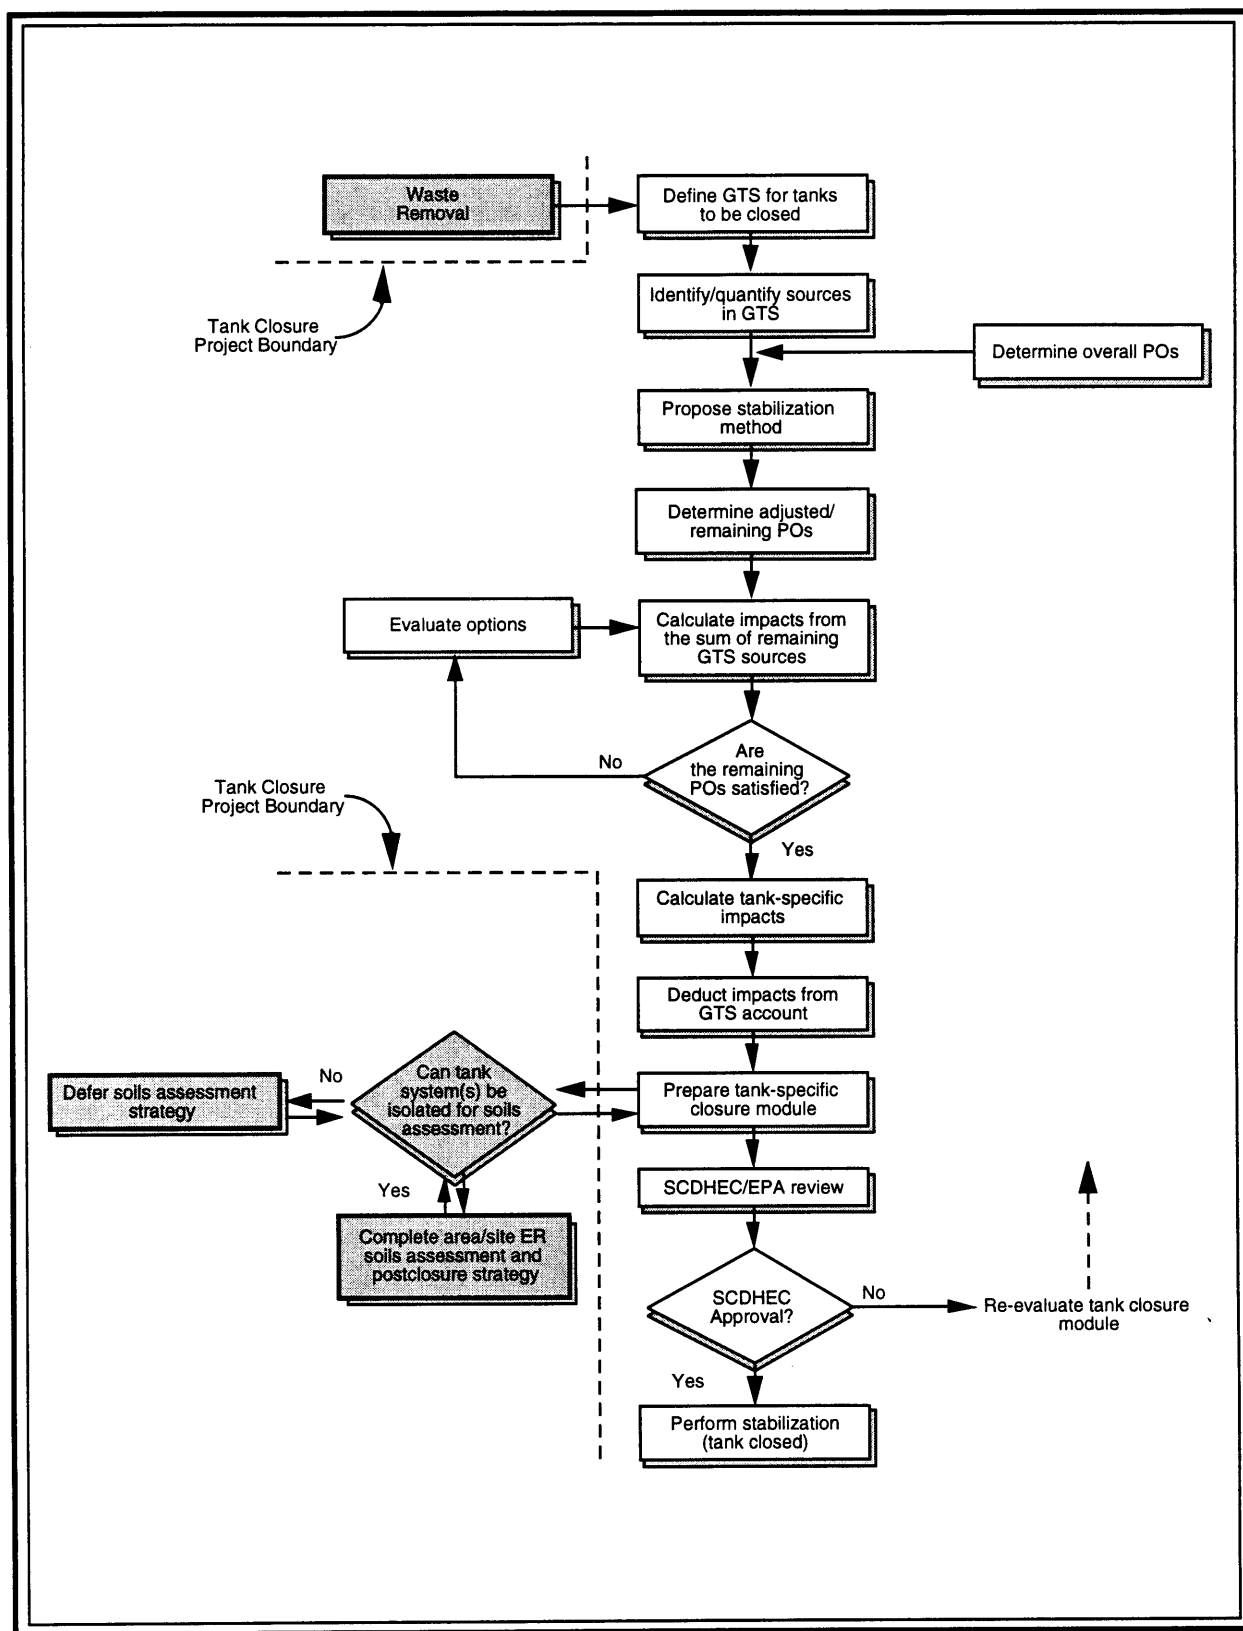 Waste
Removal
Define GTS for tanks
to be closed
Identify/quantify sources
in GTS
Tank Closure
Project Boundary
Determine overall POs
Propose stabilization
method
Determine adjusted/
remaining POs
Evaluate options
Calculate impacts from
the sum of remaining
GTS sources
No
Are
the remaining
POs satisfied?
Tank Closure
Project Boundary
Yes
Calculate tank-specific
impacts
Deduct impacts from
GTS account
Defer soils assessment
strategy
No
Can tank
system(s) be
isolated for soils
assessment?
Prepare tank-specific
closure module
Yes
SCDHEC/EPA review
Complete area/site ER
soils assessment and
postclosure strategy
SCDHEC
Approval?
No
Re-evaluate tank closure
module
Yes
Perform stabilization
(tank closed)